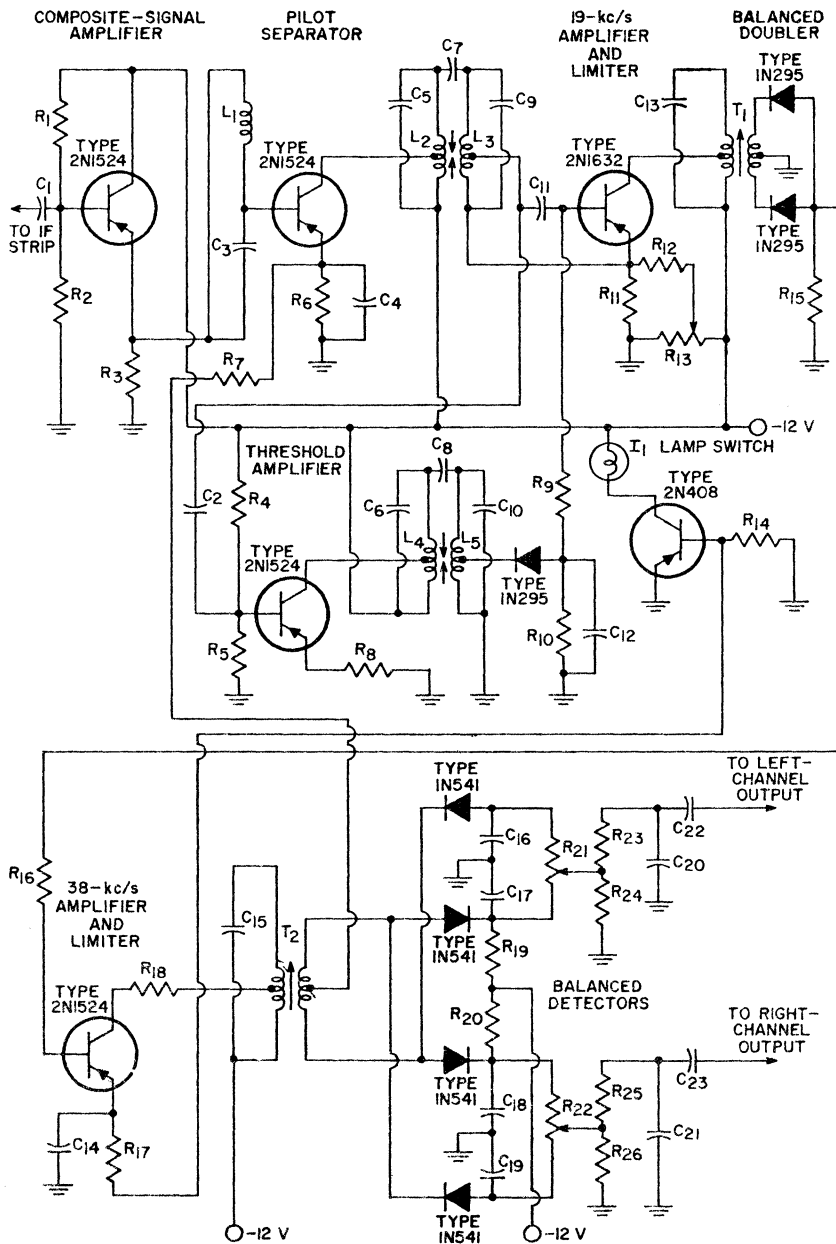 COMPOSITE-SIGNAL
AMPLIFIER
PILOT
SEPARATOR
19-kc/s
AMPLIFIER
AND
LIMITER
BALANCED
DOUBLER
TYPE
1N295
C7
R1
L1
C5
L2
L3
C9
C13
T1
TYPE
2N1524
TYPE
2N1524
TYPE
2N1632
C1
TO IF
STRIP
C3
C11
TYPE
1N295
R2
R6
C4
R12
R11
R13
R15
R3
R7
-12 V
THRESHOLD
AMPLIFIER
C8
I1
LAMP SWITCH
C2
R4
C6
C10
R9
TYPE
2N408
L4
L5
R14
TYPE
2N1524
TYPE
1N295
R5
R8
R10
C12
TYPE
1N541
TO LEFT-
CHANNEL
OUTPUT
C16
R21
R23
C22
C20
R16
38-kc/s
AMPLIFIER
AND
LIMITER
C15
T2
C17
R24
TYPE
1N541
R19
R18
TYPE
2N1524
R20
BALANCED
DETECTORS
TO RIGHT-
CHANNEL
OUTPUT
TYPE
1N541
C23
C18
R22
R25
C21
C14
R17
R26
C19
TYPE
1N541
-12 V
-12 V